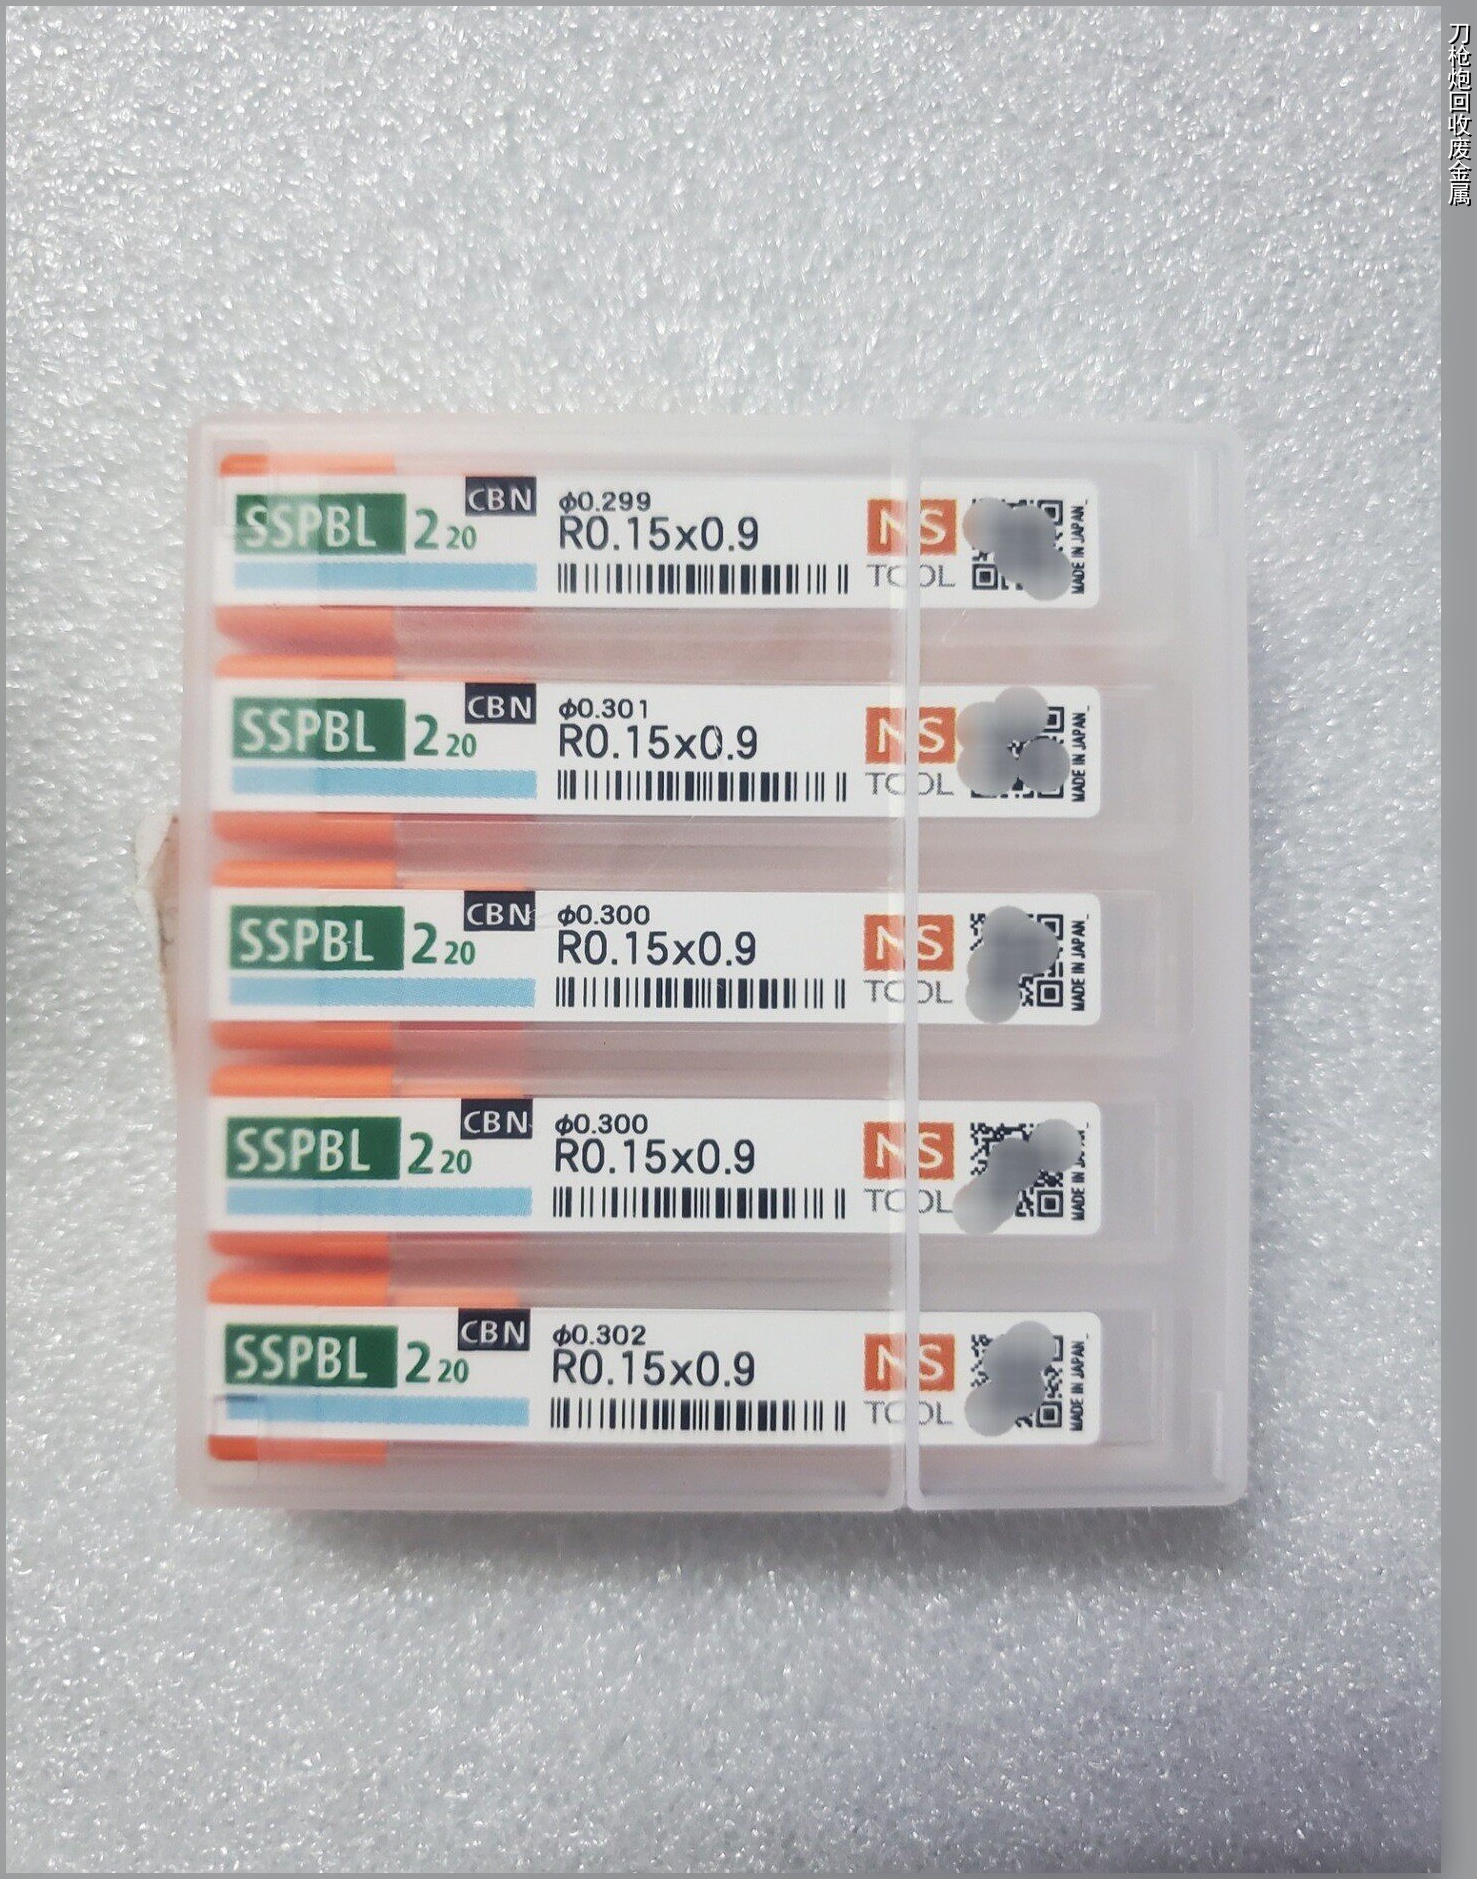 刀枪炮回收废金属
SSPBL 2 20 CBN φ0.299
R0.15x0.9
NS
TOOL
MADE IN JAPAN
SSPBL 2 20 CBN φ0.301
R0.15x0.9
NS
TOOL
MADE IN JAPAN
SSPBL 2 20 CBN φ0.300
R0.15x0.9
NS
TOOL
MADE IN JAPAN
SSPBL 2 20 CBN φ0.300
R0.15x0.9
NS
TOOL
MADE IN
SSPBL 2 20 CBN φ0.302
R0.15x0.9
NS
TOOL
MADE IN JAPAN